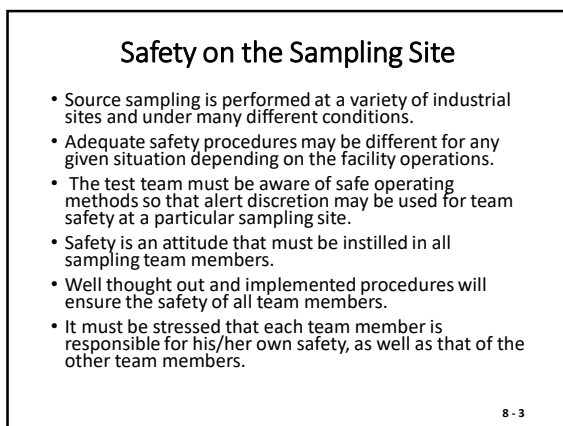 Safety on the Sampling Site
• Source sampling is performed at a variety of industrial
sites and under many different conditions.
• Adequate safety procedures may be different for any
given situation depending on the facility operations.
• The test team must be aware of safe operating
methods so that alert discretion may be used for team
safety at a particular sampling site.
• Safety is an attitude that must be instilled in all
sampling team members.
• Well thought out and implemented procedures will
ensure the safety of all team members.
• It must be stressed that each team member is
responsible for his/her own safety, as well as that of the
other team members.
8 - 3